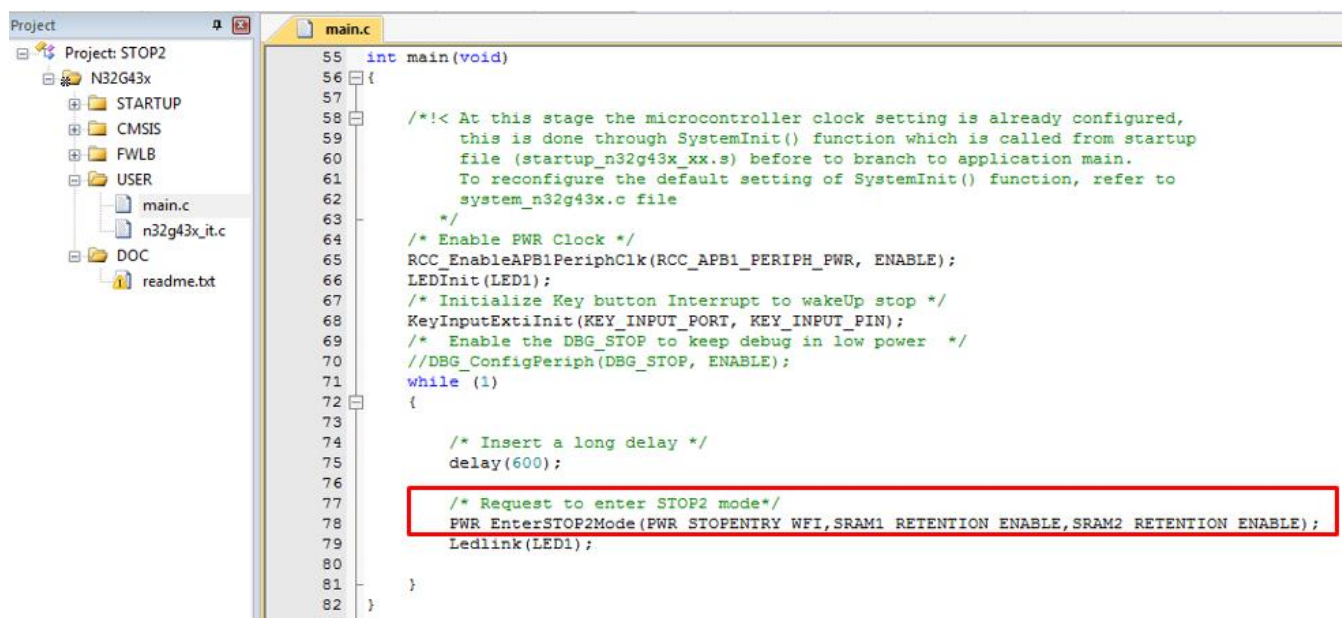 Project
Project: STOP2
N32G43x
STARTUP
CMSIS
FWLB
USER
main.c
n32g43x_it.c
DOC
readme.txt
main.c
55 int main(void)
56 {
57
58 /*!< At this stage the microcontroller clock setting is already configured,
59 this is done through SystemInit() function which is called from startup
60 file (startup_n32g43x_xx.s) before to branch to application main.
61 To reconfigure the default setting of SystemInit() function, refer to
62 system_n32g43x.c file
63 */
64 /* Enable PWR Clock */
65 RCC_EnableAPB1PeriphClk(RCC_APB1_PERIPH_PWR, ENABLE);
66 LEDInit(LED1);
67 /* Initialize Key button Interrupt to wakeUp stop */
68 KeyInputExtiInit(KEY_INPUT_PORT, KEY_INPUT_PIN);
69 /* Enable the DBG_STOP to keep debug in low power */
70 //DBG_ConfigPeriph(DBG_STOP, ENABLE);
71 while (1)
72 {
73
74 /* Insert a long delay */
75 delay(600);
76
77 /* Request to enter STOP2 mode*/
78 PWR_EnterSTOP2Mode(PWR_STOPENTRY_WFI,SRAM1_RETENTION_ENABLE,SRAM2_RETENTION_ENABLE);
79 Ledlink(LED1);
80
81 }
82 }